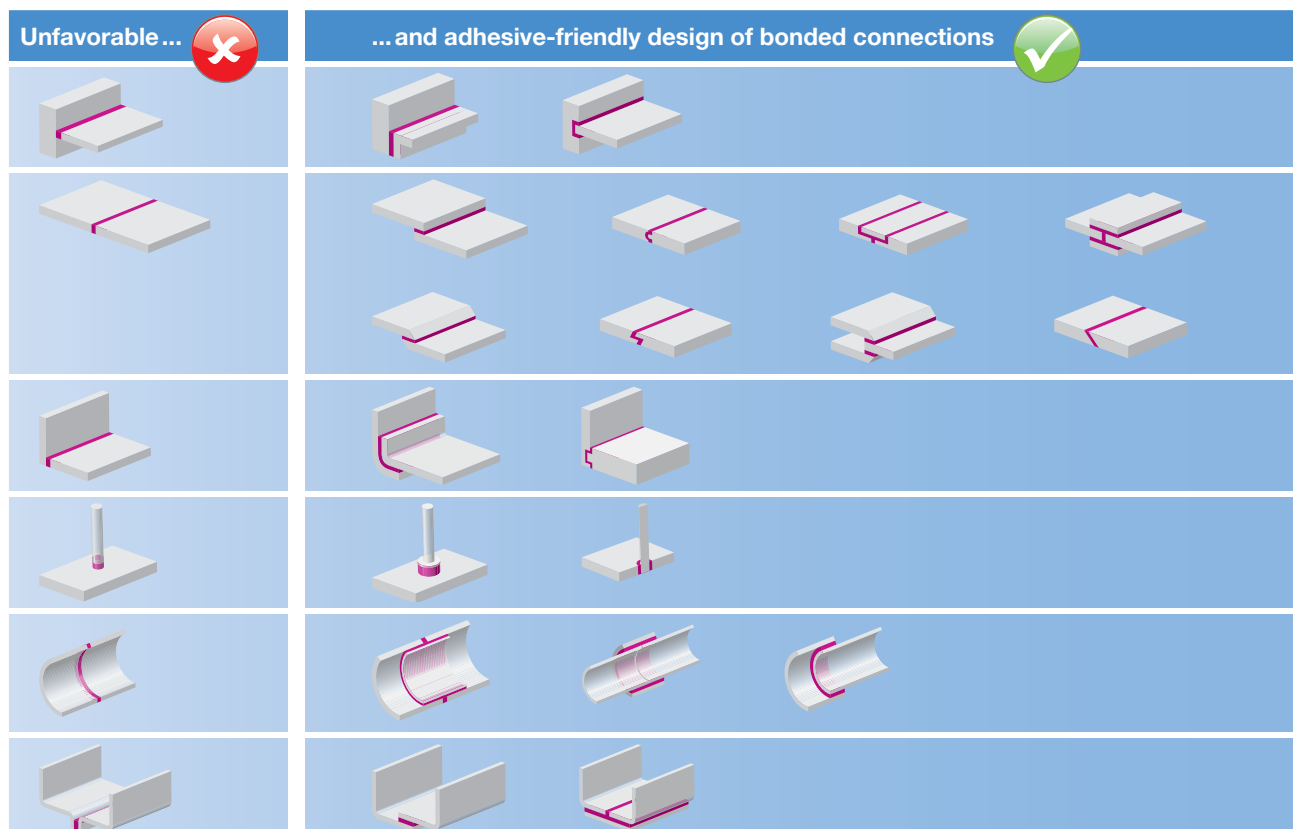 Unfavorable ...
... and adhesive-friendly design of bonded connections